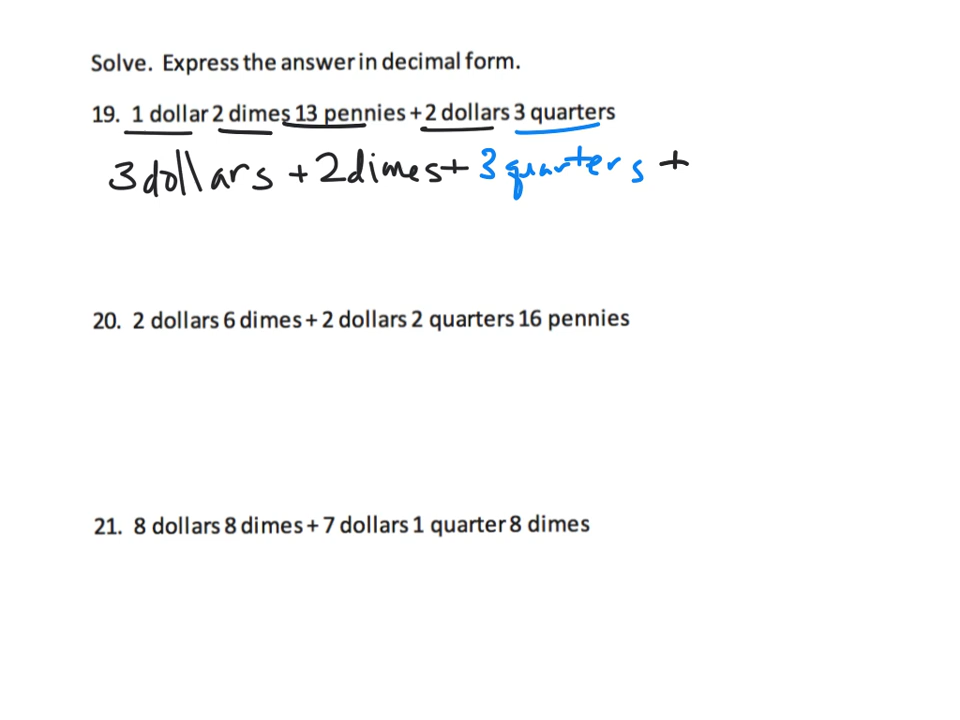 Solve. Express the answer in decimal form.
19. 1 dollar 2 dimes 13 pennies + 2 dollars 3 quarters
3 dollars + 2 dimes + 3 quarters +
20. 2 dollars 6 dimes + 2 dollars 2 quarters 16 pennies
21. 8 dollars 8 dimes + 7 dollars 1 quarter 8 dimes